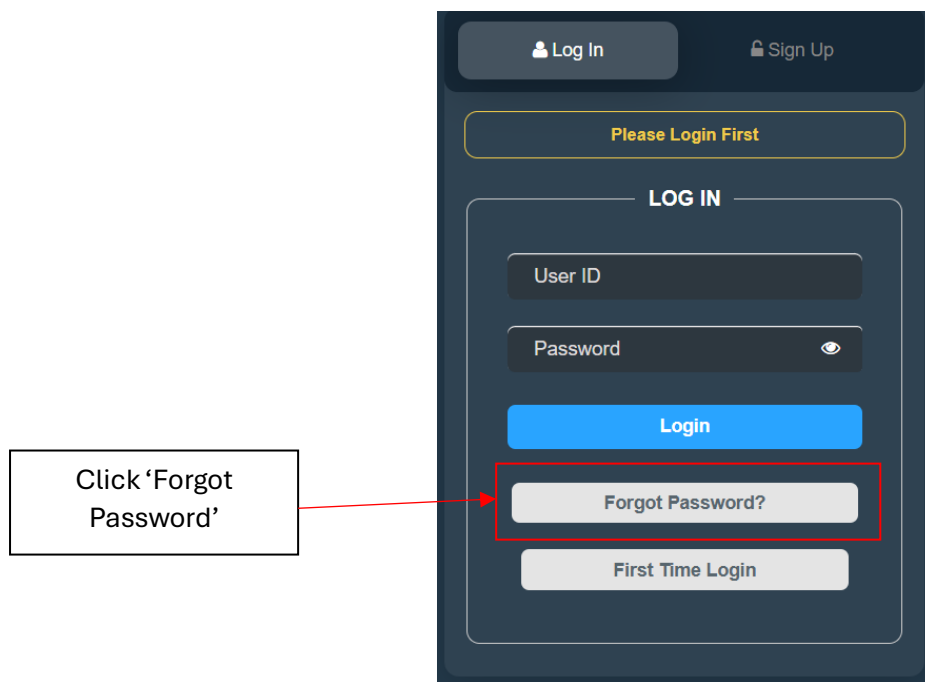 Log In
Sign Up
Please Login First
LOG IN
User ID
Password
Login
Click ‘Forgot
Password’
Forgot Password?
First Time Login